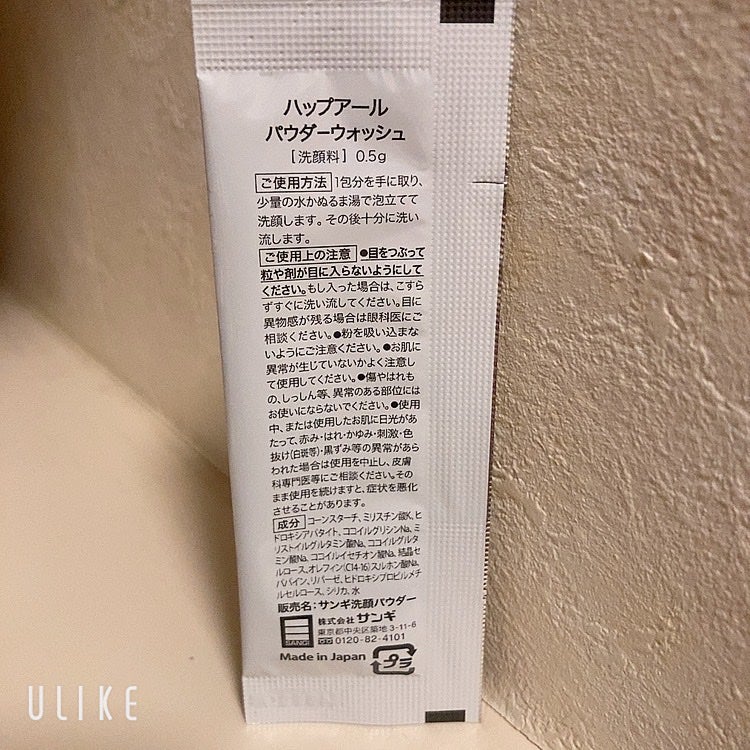 ハップアール
パウダーウォッシュ
［洗顔料］ 0.5g
ご使用方法 1包分を手に取り、
少量の水かぬるま湯で泡立てて
洗顔します。その後十分に洗い
流します。
ご使用上の注意 ●目をつぶって
粒や剤が目に入らないようにして
ください。もし入った場合は、こすら
ずすぐに洗い流してください。目に
異物感が残る場合は眼科医にご
相談ください。●粉を吸い込まな
いようにご注意ください。●お肌に
異常が生じていないかよく注意し
て使用してください。●傷やはれも
の、しっしん等、異常のある部位には
お使いにならないでください。●使用
中、または使用したお肌に日光があ
たって、赤み・はれ・かゆみ・刺激・色
抜け(白斑等)・黒ずみ等の異常があら
われた場合は使用を中止し、皮膚
科専門医等にご相談ください。その
まま使用を続けますと、症状を悪化
させることがあります。
成分 コーンスターチ、ミリスチン酸K、ヒ
ドロキシアパタイト、ココイルグリシンNa、ミ
リストイルグルタミン酸Na、ココイルグルタ
ミン酸Na、ココイルイセチオン酸Na、結晶セ
ルロース、オレフィン(C14-16)スルホン酸Na、
パパイン、リパーゼ、ヒドロキシプロピルメチ
ルセルロース、シリカ、水
販売名：サンギ洗顔パウダー
SANGI
株式会社 サンギ
東京都中央区築地3-11-6
0120-82-4101
Made in Japan
プラ
ULIKE